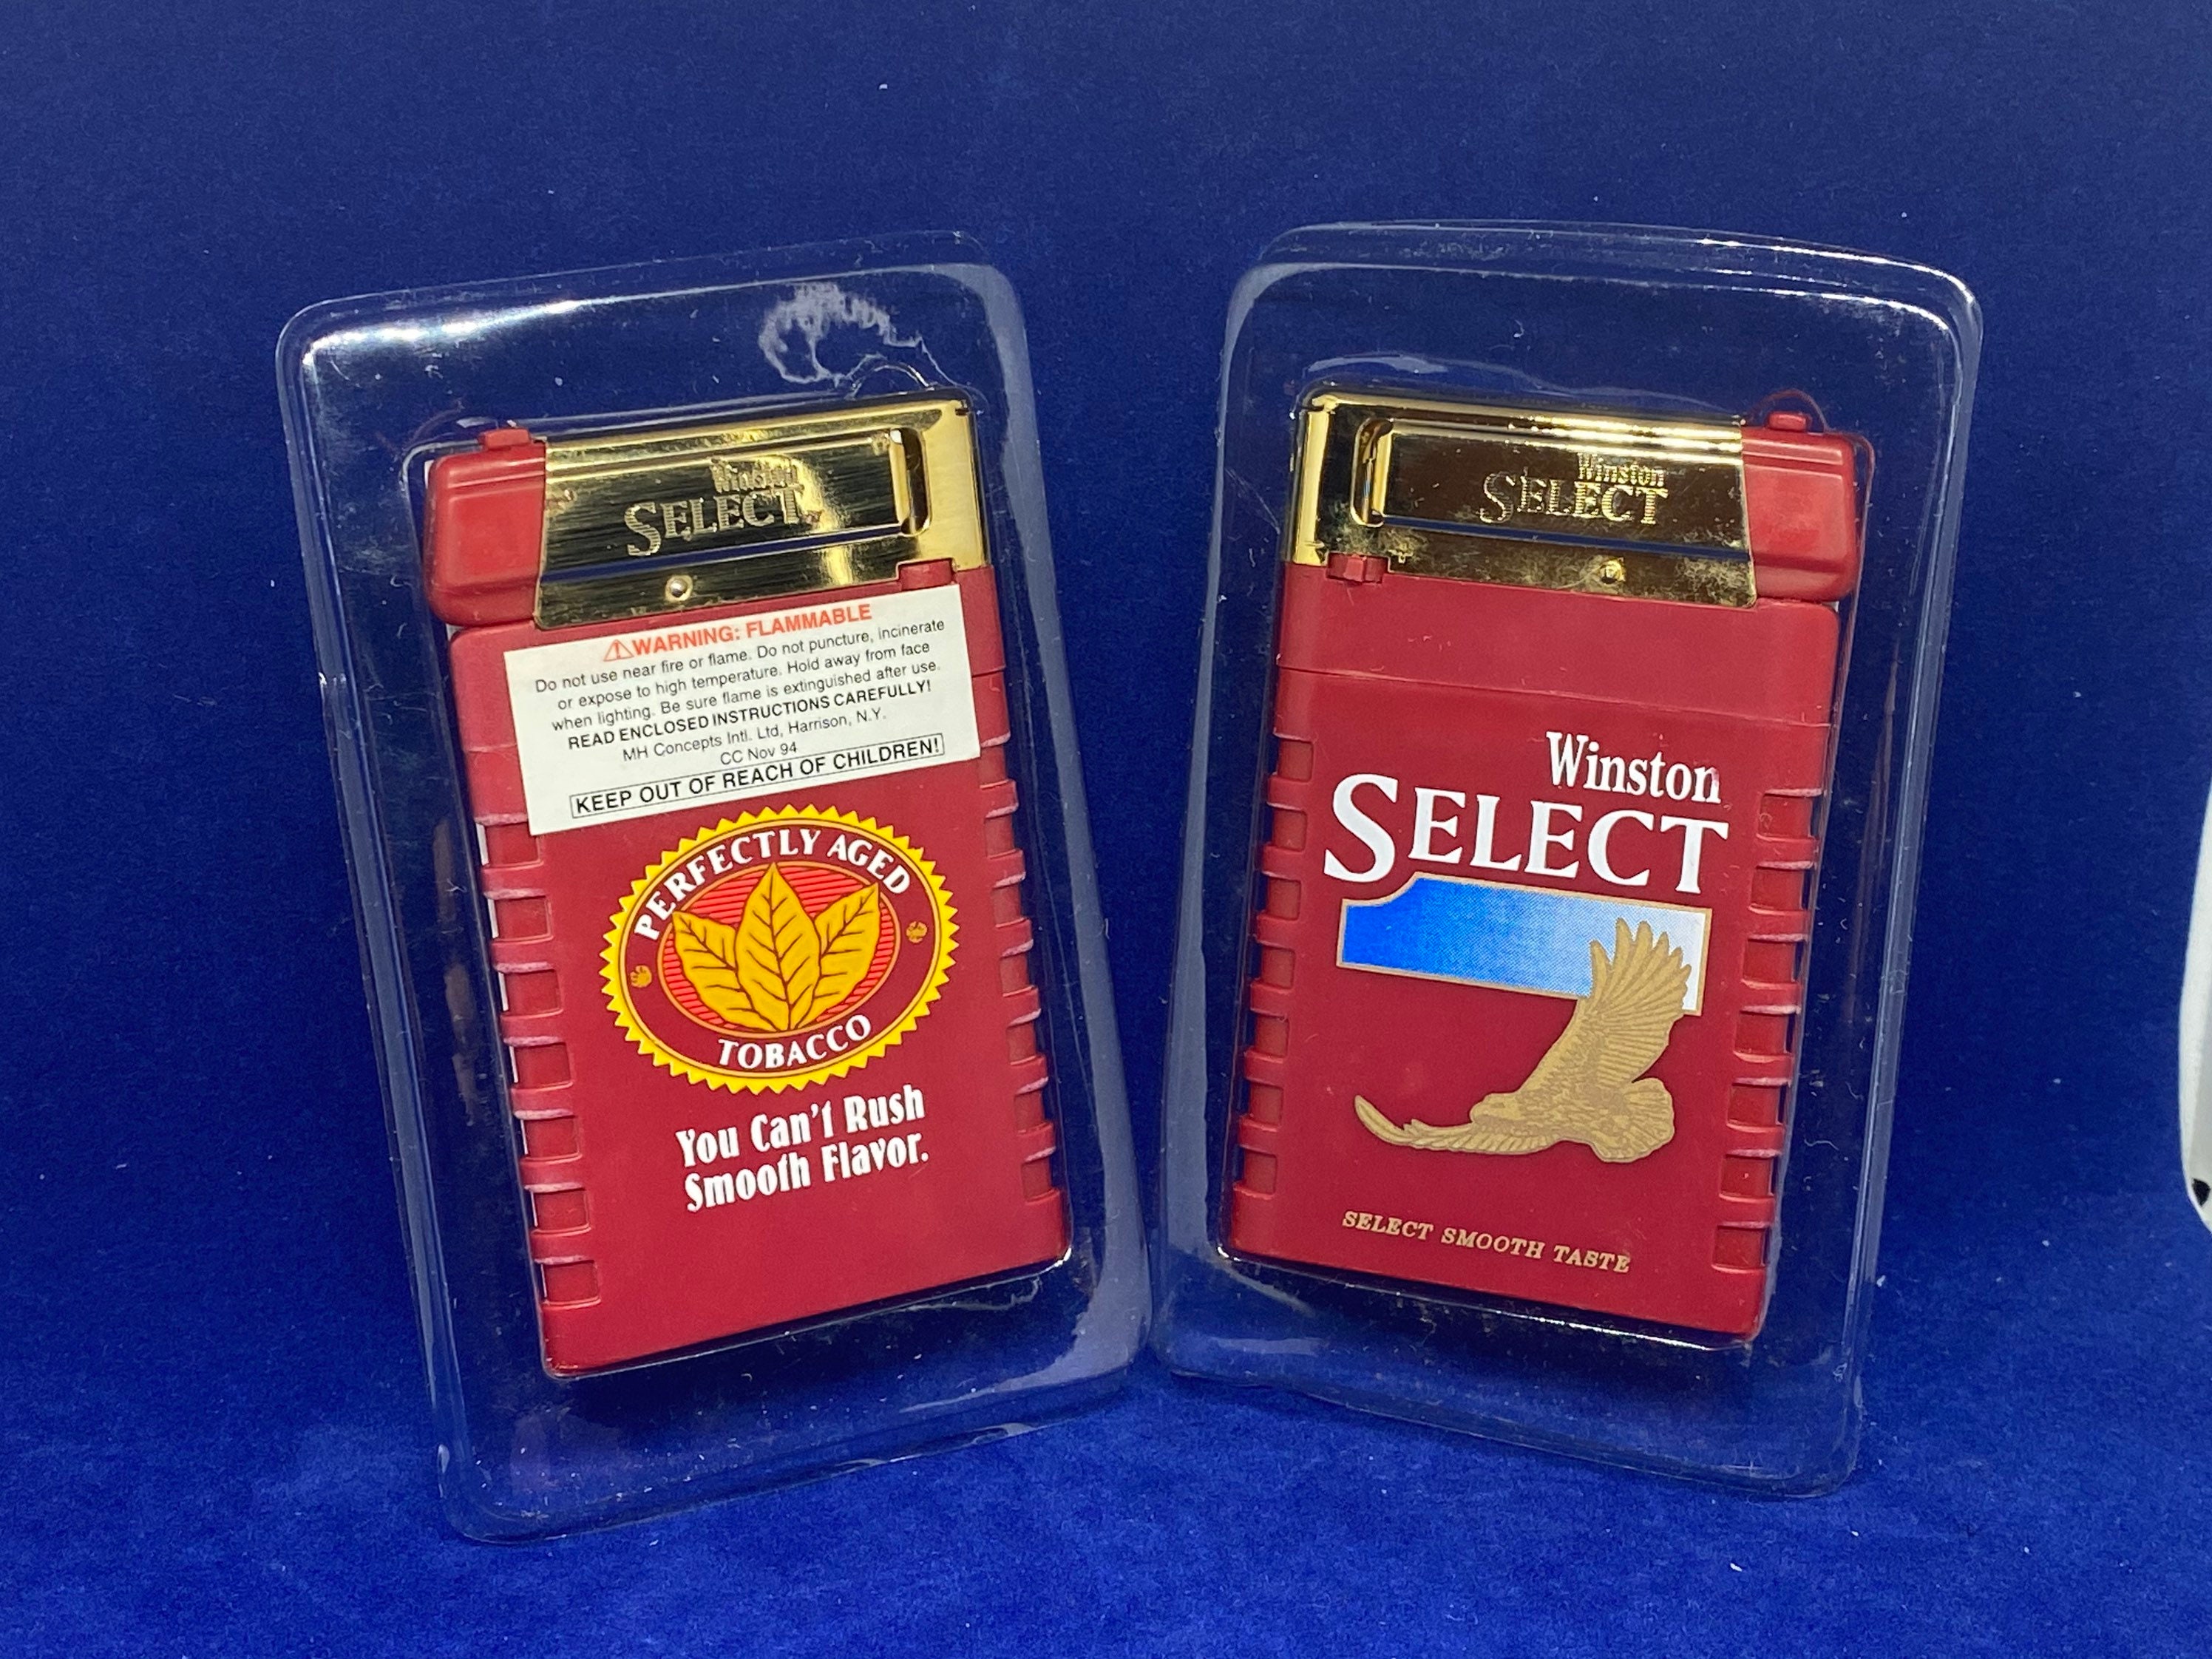 Winston
SELECT
⚠WARNING: FLAMMABLE
Do not use near fire or flame. Do not puncture, incinerate
or expose to high temperature. Hold away from face
when lighting. Be sure flame is extinguished after use.
READ ENCLOSED INSTRUCTIONS CAREFULLY!
MH Concepts Intl. Ltd, Harrison, N.Y.
CC Nov 94
KEEP OUT OF REACH OF CHILDREN!
PERFECTLY AGED
TOBACCO
You Can't Rush
Smooth Flavor.
Winston
SELECT
Winston
SELECT
SELECT SMOOTH TASTE